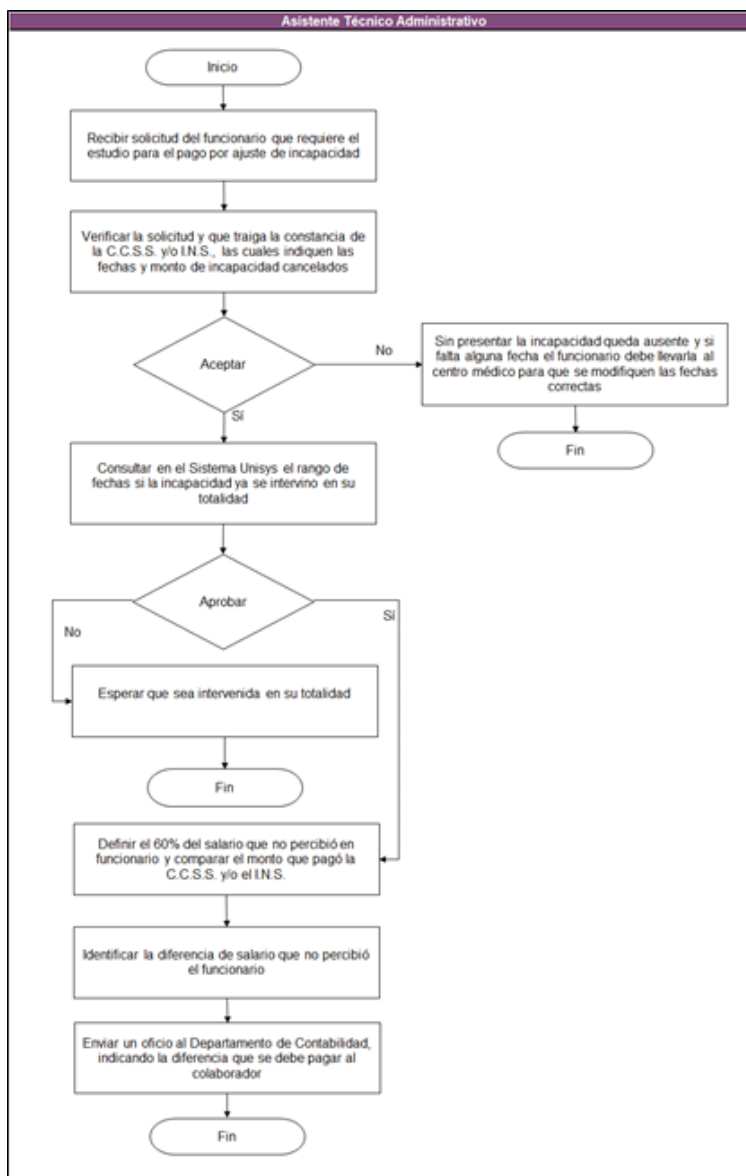 Asistente Técnico Administrativo
Inicio
Recibir solicitud del funcionario que requiere el
estudio para el pago por ajuste de incapacidad
Verificar la solicitud y que traiga la constancia de
la C.C.S.S. y/o I.N.S., las cuales indiquen las
fechas y monto de incapacidad cancelados
Aceptar
No
Sin presentar la incapacidad queda ausente y si
falta alguna fecha el funcionario debe llevarla al
centro médico para que se modifiquen las fechas
correctas
Fin
Sí
Consultar en el Sistema Unisys el rango de
fechas si la incapacidad ya se intervino en su
totalidad
Aprobar
No
Sí
Esperar que sea intervenida en su totalidad
Fin
Definir el 60% del salario que no percibió en
funcionario y comparar el monto que pagó la
C.C.S.S. y/o el I.N.S.
Identificar la diferencia de salario que no percibió
el funcionario
Enviar un oficio al Departamento de Contabilidad,
indicando la diferencia que se debe pagar al
colaborador
Fin